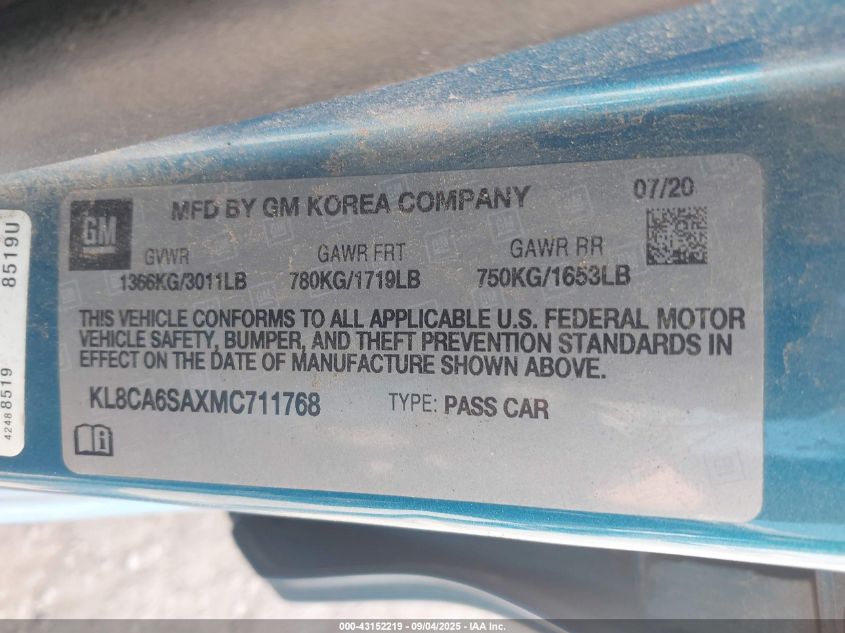 GM
MFD BY GM KOREA COMPANY
07/20
GVWR GAWR FRT GAWR RR
1366KG/3011LB 780KG/1719LB 750KG/1653LB
THIS VEHICLE CONFORMS TO ALL APPLICABLE U.S. FEDERAL MOTOR
VEHICLE SAFETY, BUMPER, AND THEFT PREVENTION STANDARDS IN
EFFECT ON THE DATE OF MANUFACTURE SHOWN ABOVE.
KL8CA6SAXMC711768 TYPE: PASS CAR
8519U
4248 8519
000-43152219 - 09/04/2025 - IAA Inc.